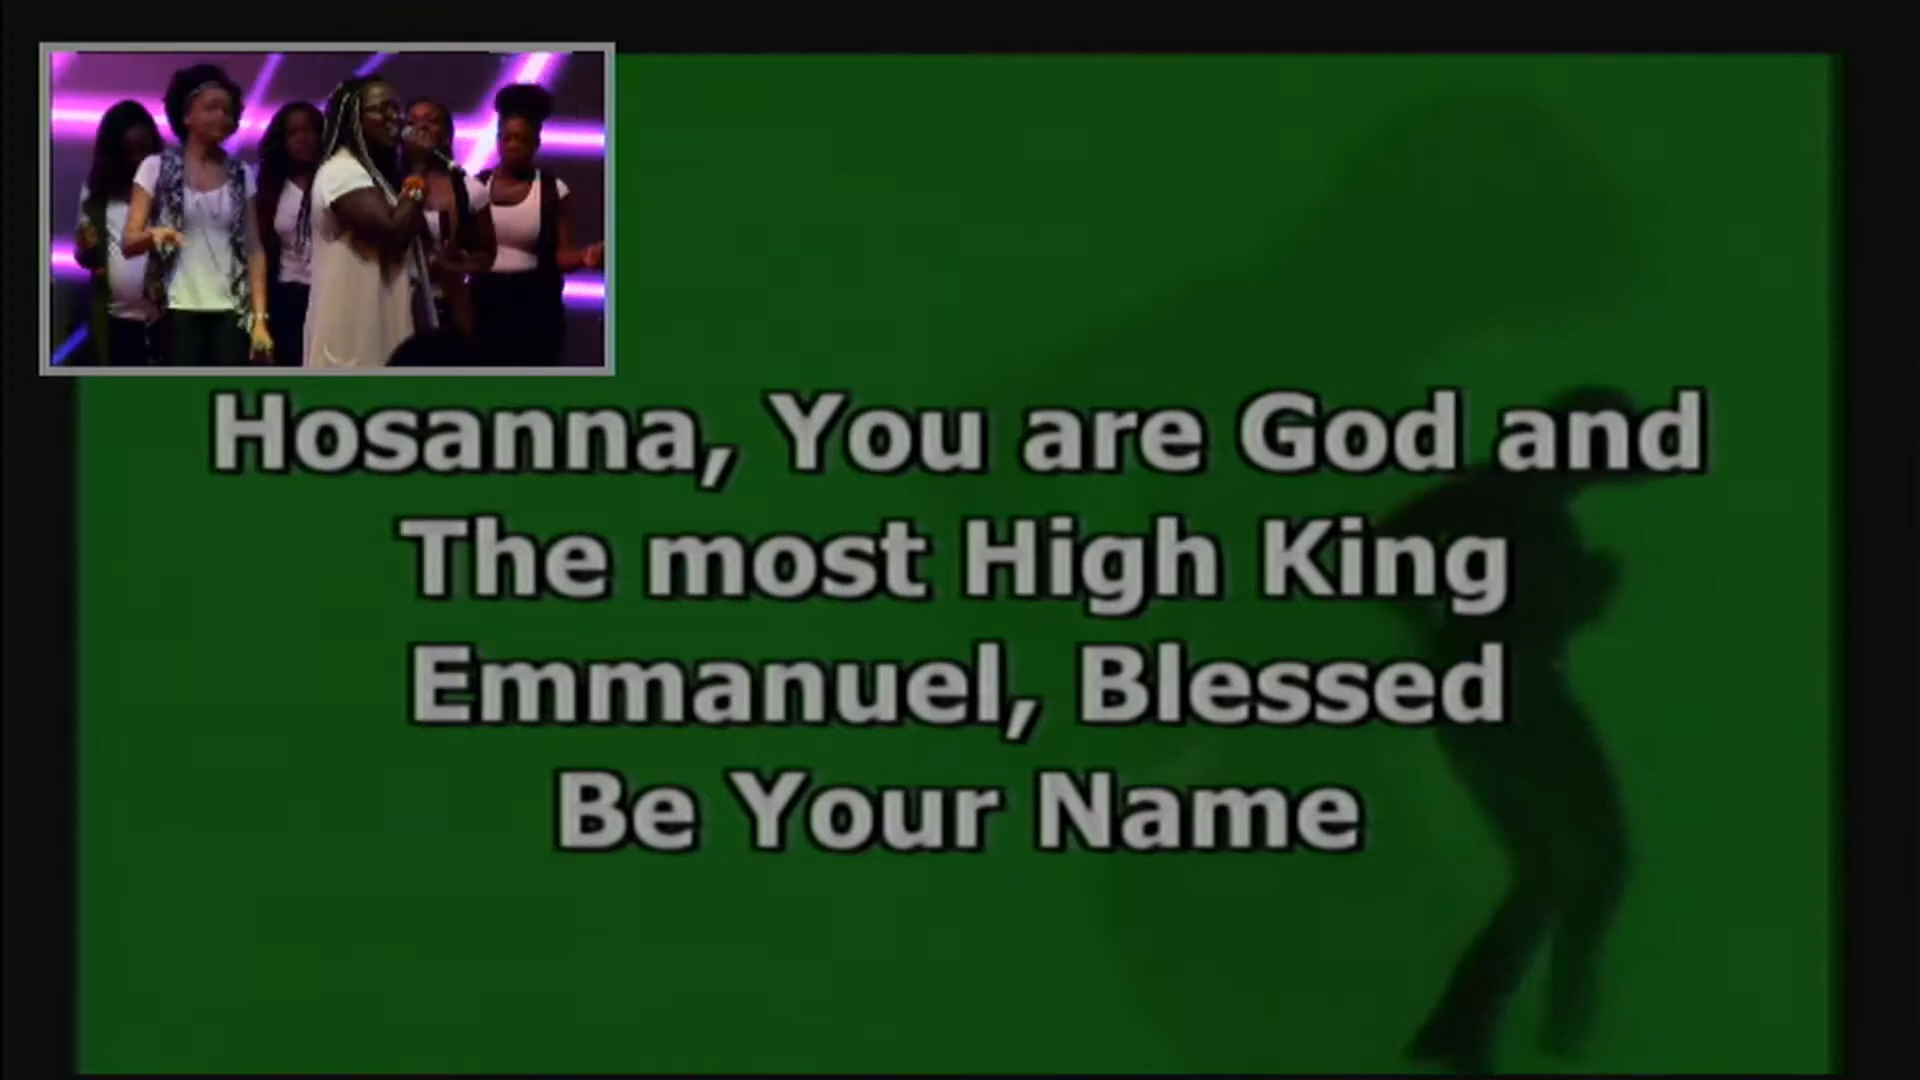 Hosanna, You are God and
The most High King
Emmanuel, Blessed
Be Your Name